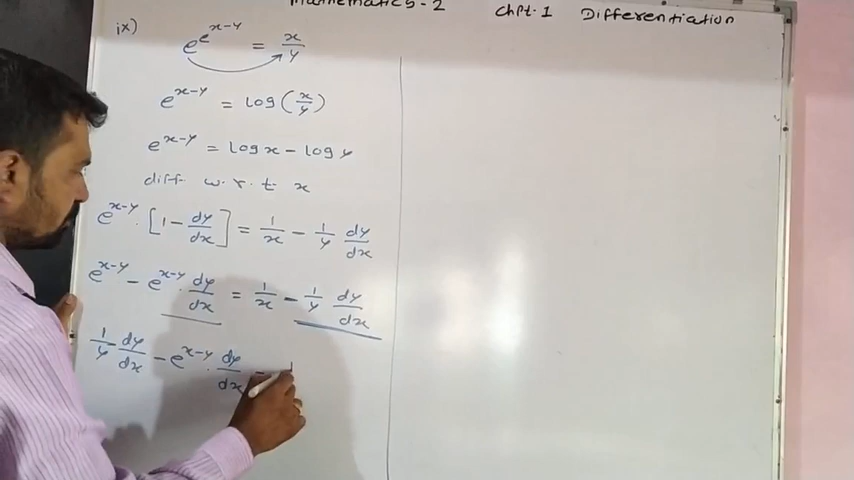 Mathematics-2 Chpt-1 Differentiation
ix) e^{e^{x-y}} = x/y
e^{x-y} = log(x/y)
e^{x-y} = log x - log y
diff w.r.t x
e^{x-y} · [1 - dy/dx] = 1/x - 1/y dy/dx
e^{x-y} - e^{x-y} · dy/dx = 1/x - 1/y dy/dx
1/y dy/dx - e^{x-y} · dy/dx =